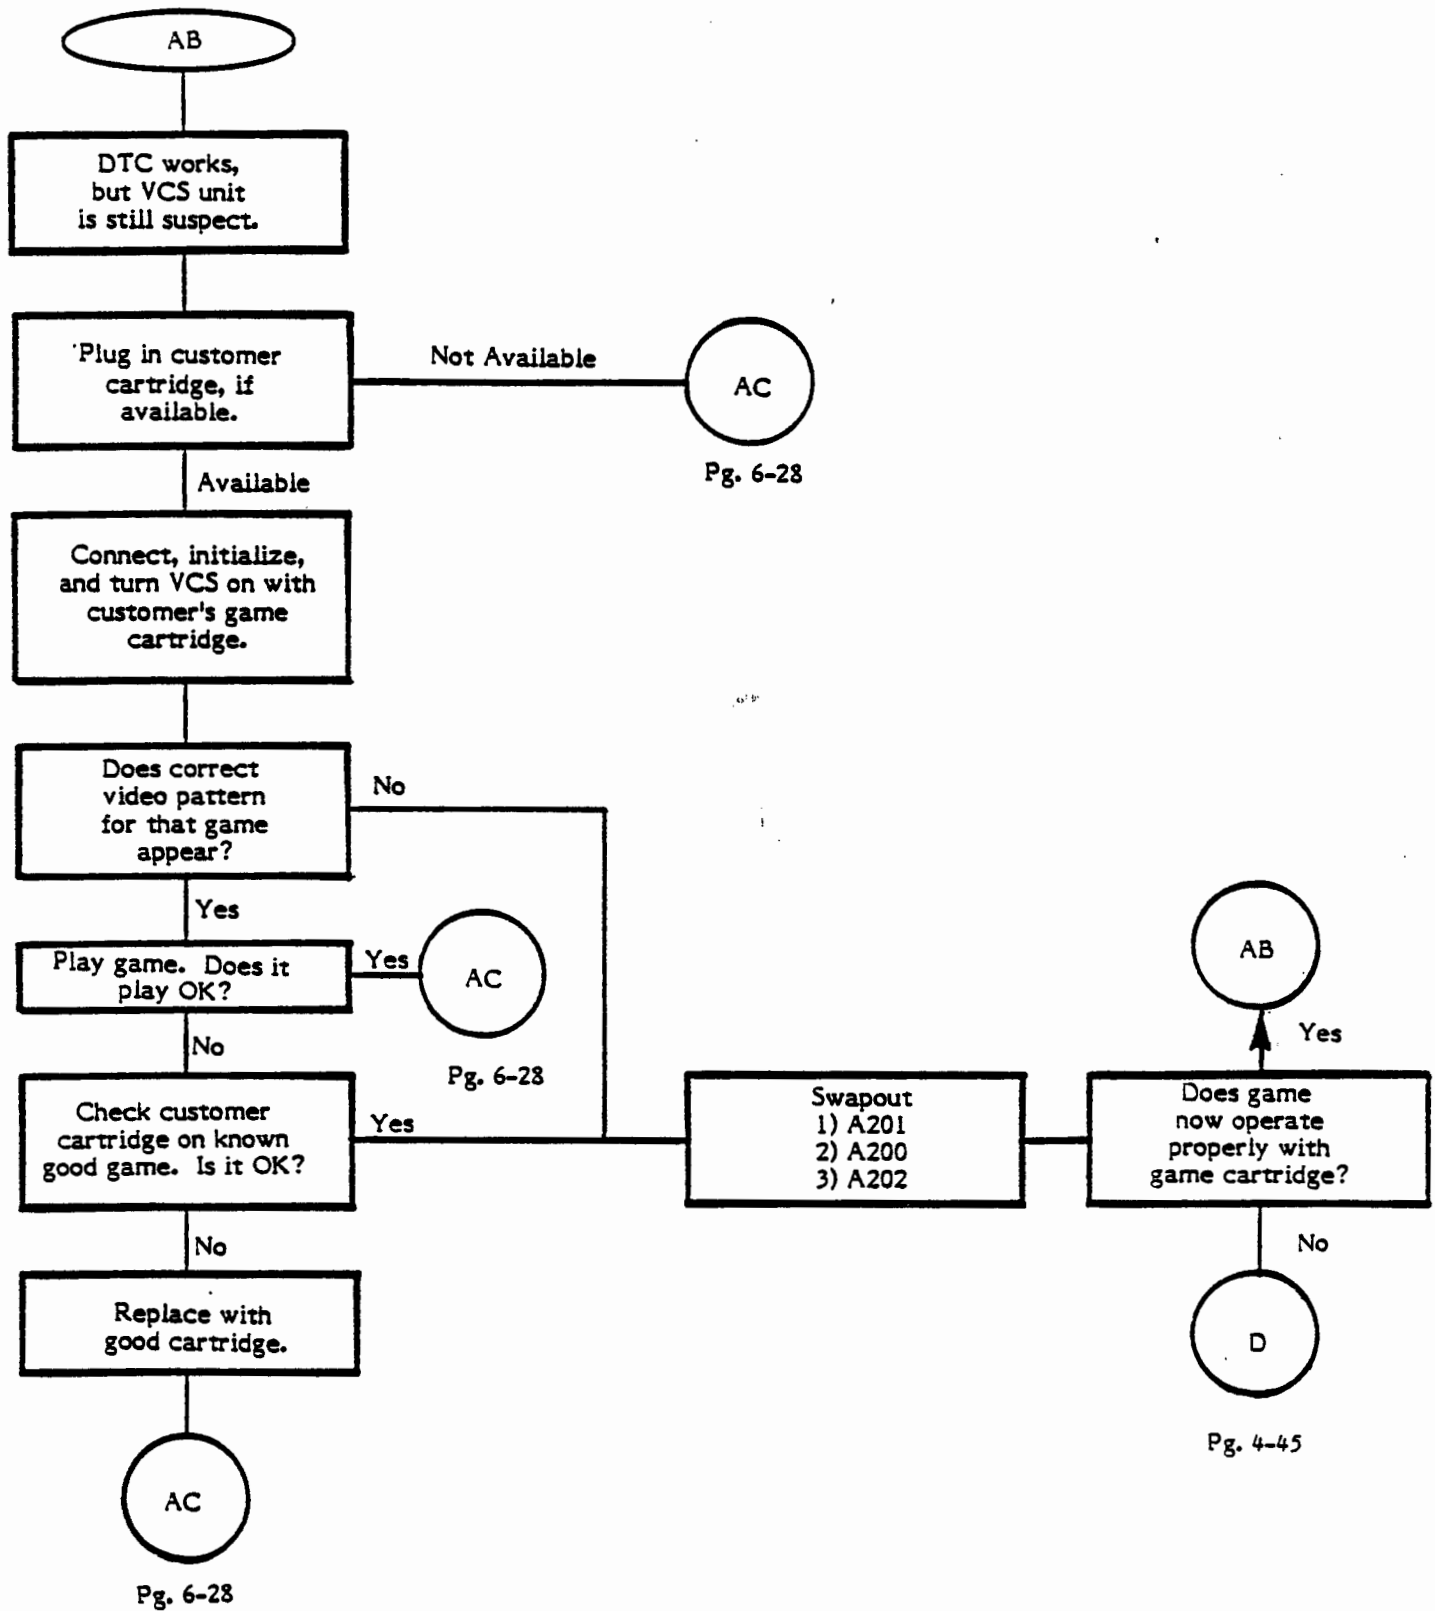 AB
DTC works,
but VCS unit
is still suspect.
Plug in customer
cartridge, if
available.
Not Available
AC
Pg. 6-28
Available
Connect, initialize,
and turn VCS on with
customer's game
cartridge.
Does correct
video pattern
for that game
appear?
No
Yes
Play game. Does it
play OK?
Yes
AC
Pg. 6-28
No
Check customer
cartridge on known
good game. Is it OK?
Yes
Swapout
1) A201
2) A200
3) A202
Does game
now operate
properly with
game cartridge?
Yes
AB
No
D
Pg. 4-45
No
Replace with
good cartridge.
AC
Pg. 6-28